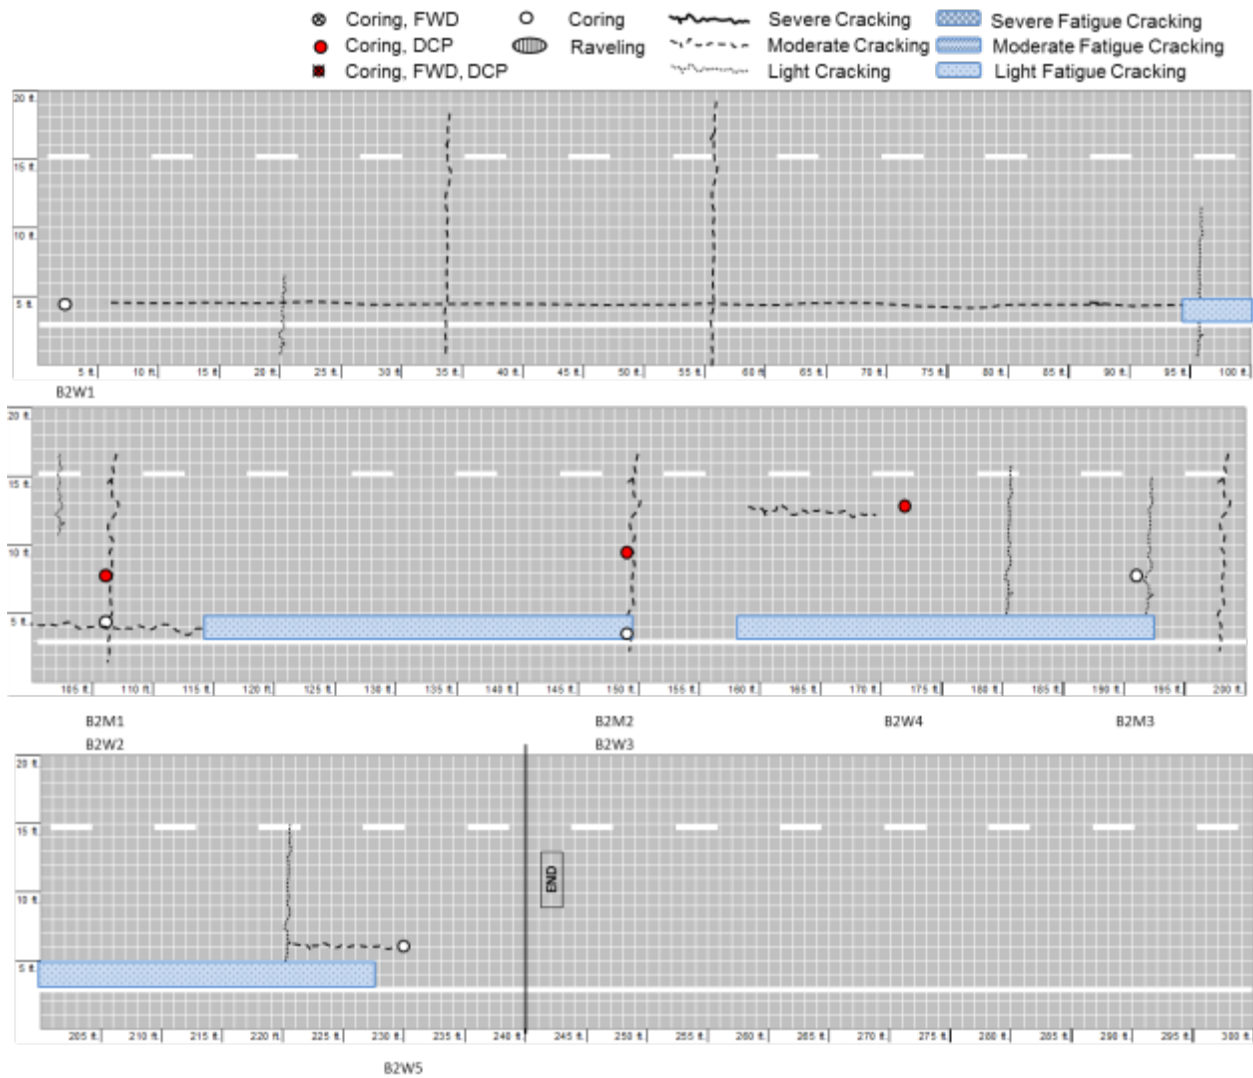 Coring, FWD Coring Severe Cracking Severe Fatigue Cracking
Coring, DCP Raveling Moderate Cracking Moderate Fatigue Cracking
Coring, FWD, DCP Light Cracking Light Fatigue Cracking
20 ft.
15 ft.
10 ft.
5 ft.
5 ft. 10 ft. 15 ft. 20 ft. 25 ft. 30 ft. 35 ft. 40 ft. 45 ft. 50 ft. 55 ft. 60 ft. 65 ft. 70 ft. 75 ft. 80 ft. 85 ft. 90 ft. 95 ft. 100 ft.
B2W1
20 ft.
15 ft.
10 ft.
5 ft.
105 ft. 110 ft. 115 ft. 120 ft. 125 ft. 130 ft. 135 ft. 140 ft. 145 ft. 150 ft. 155 ft. 160 ft. 165 ft. 170 ft. 175 ft. 180 ft. 185 ft. 190 ft. 195 ft. 200 ft.
B2M1 B2M2 B2W4 B2M3
B2W2 B2W3
20 ft.
15 ft.
END
10 ft.
5 ft.
205 ft. 210 ft. 215 ft. 220 ft. 225 ft. 230 ft. 235 ft. 240 ft. 245 ft. 250 ft. 255 ft. 260 ft. 265 ft. 270 ft. 275 ft. 280 ft. 285 ft. 290 ft. 295 ft. 300 ft.
B2W5